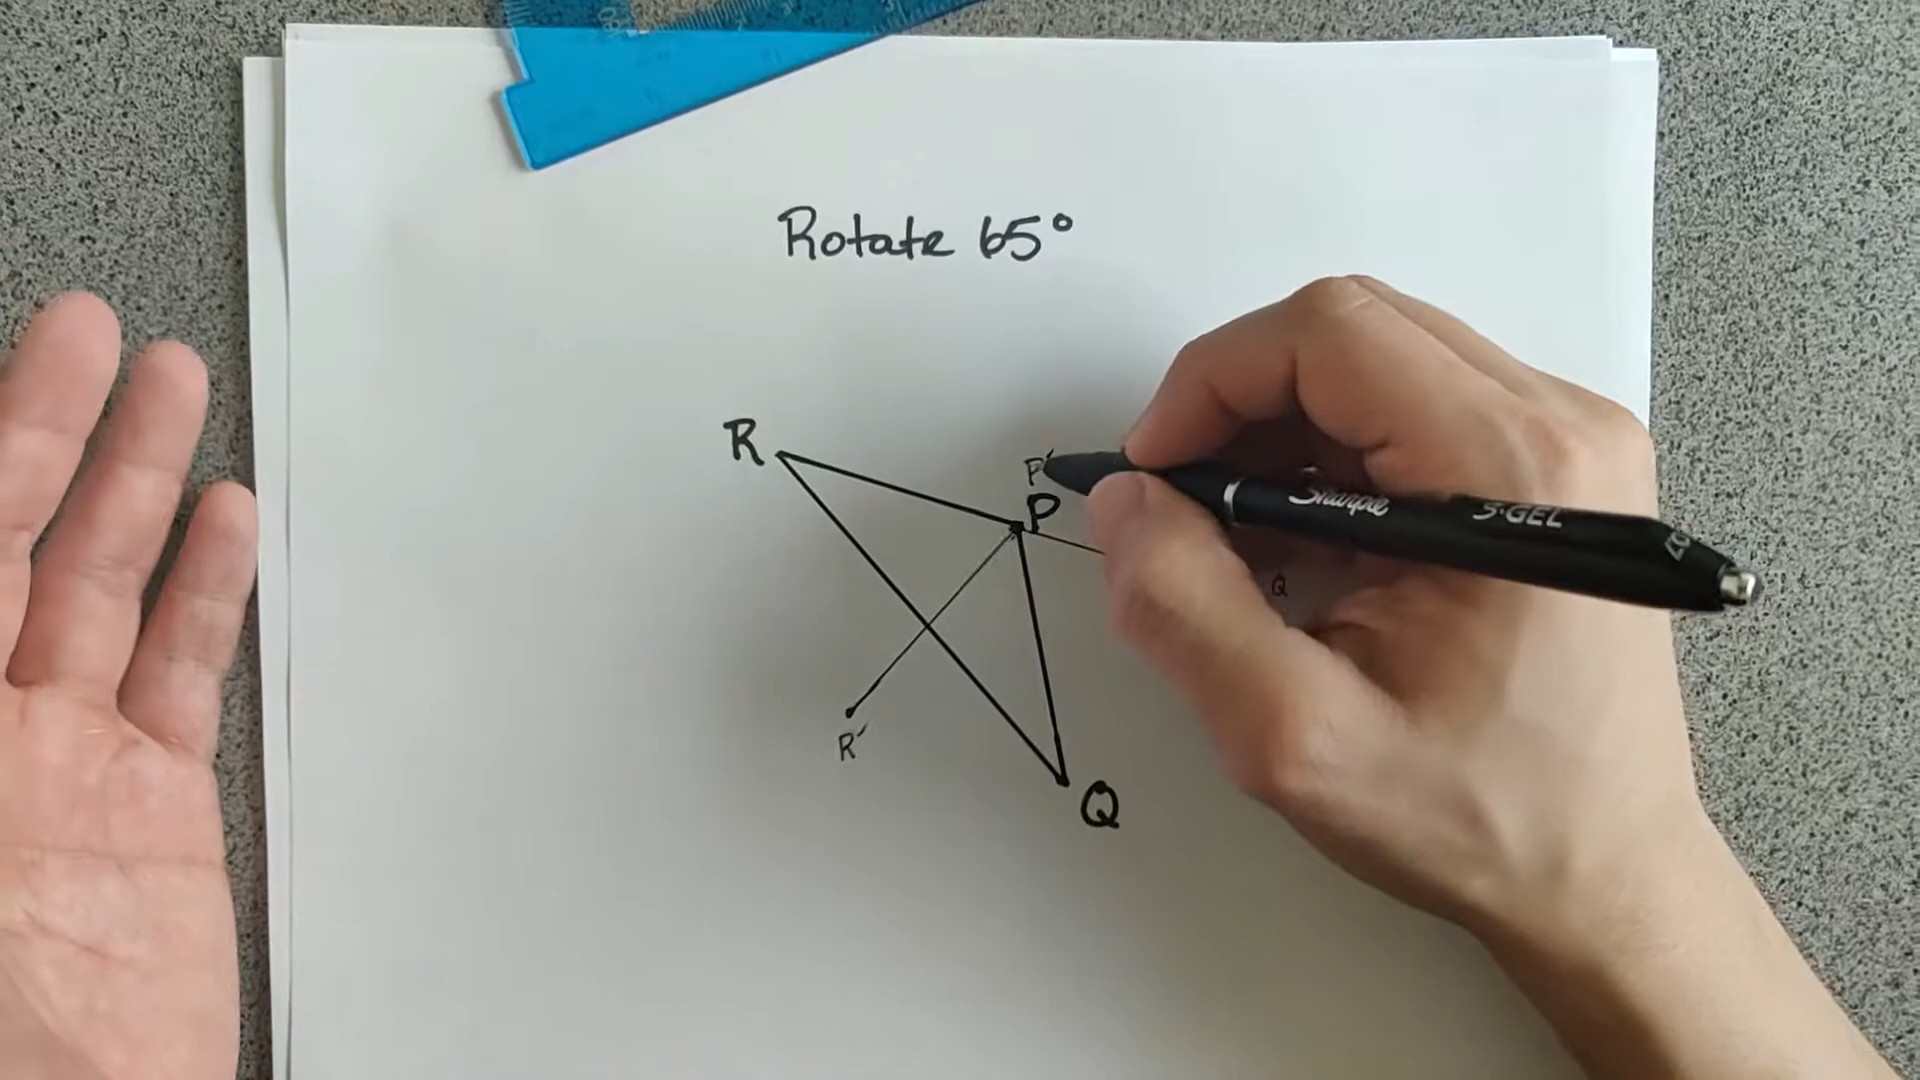 Rotate 65°
R
P´
P
Sharpie S·GEL
Q
R´
Q